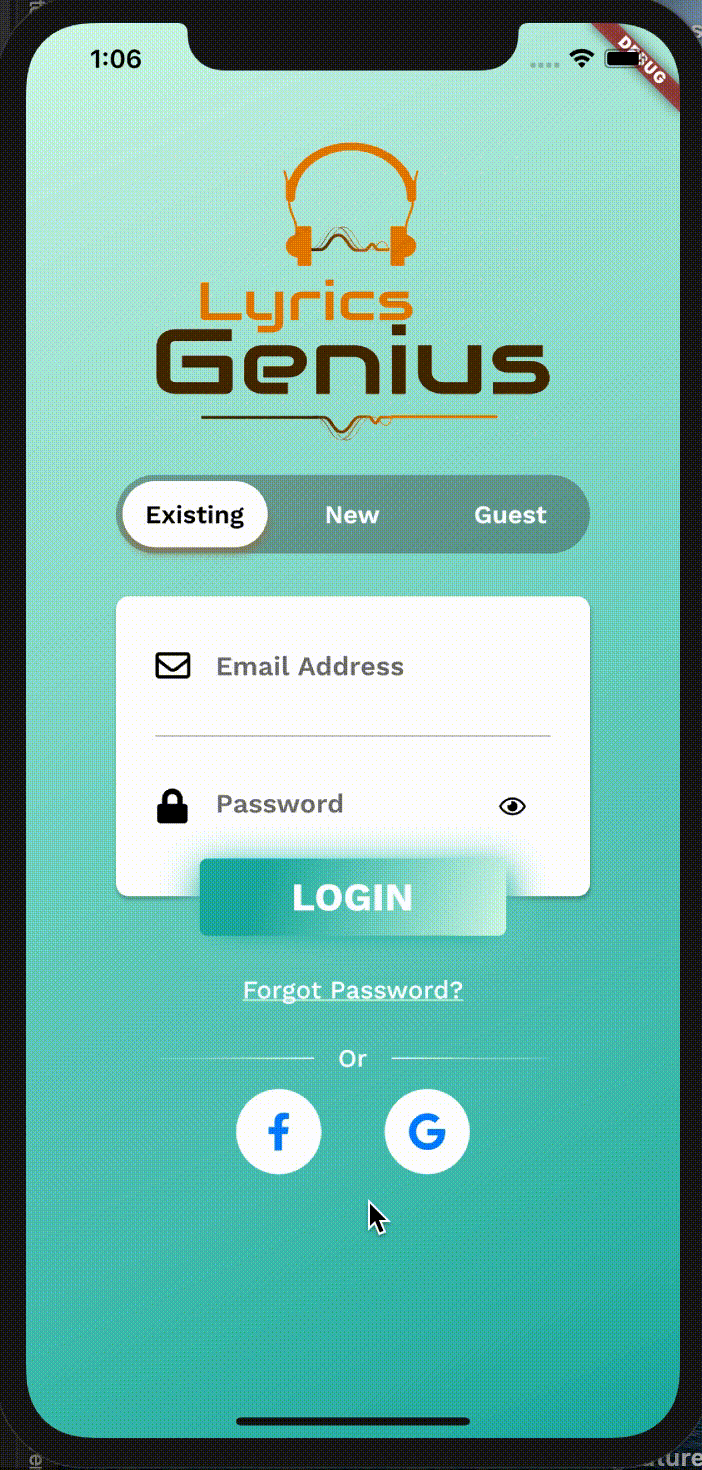 1:06
DEBUG
Lyrics
Genius
Existing New Guest
Email Address
Password
LOGIN
Forgot Password?
Or